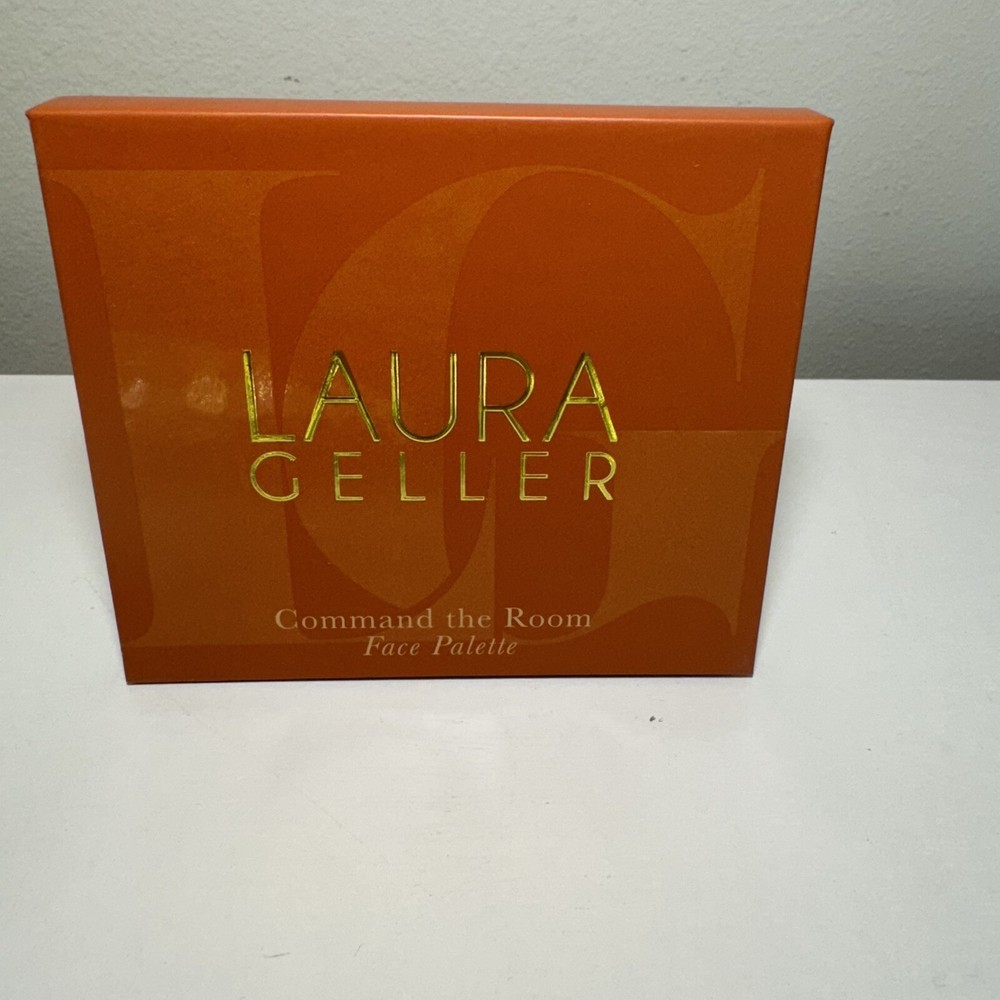 LAURA
GELLER
Command the Room
Face Palette